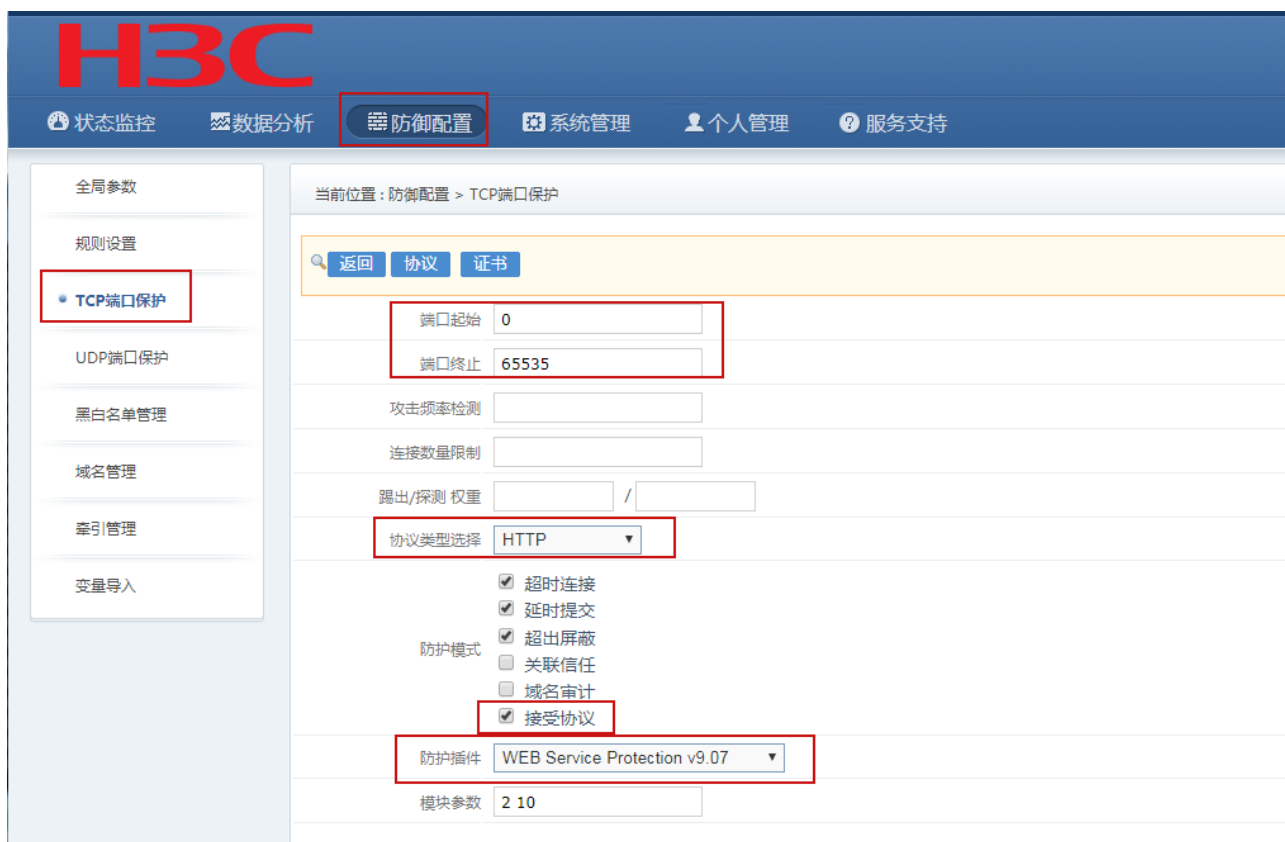 H3C
状态监控 数据分析 防御配置 系统管理 个人管理 服务支持
全局参数
规则设置
TCP端口保护
UDP端口保护
黑白名单管理
域名管理
牵引管理
变量导入
当前位置 : 防御配置 > TCP端口保护
返回 协议 证书
端口起始 0
端口终止 65535
攻击频率检测
连接数量限制
踢出/探测 权重 /
协议类型选择 HTTP
防护模式
超时连接
延时提交
超出屏蔽
关联信任
域名审计
接受协议
防护插件 WEB Service Protection v9.07
模块参数 2 10